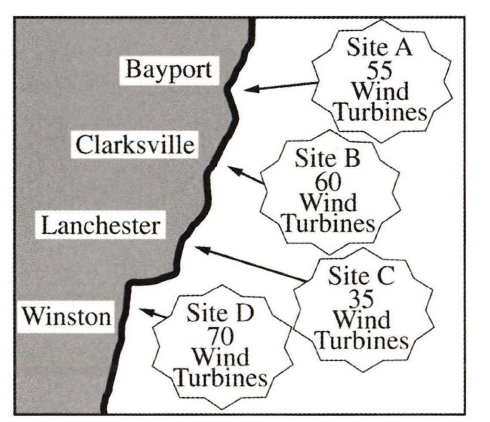 Bayport
Site A
55
Wind
Turbines
Clarksville
Site B
60
Wind
Turbines
Lanchester
Site C
35
Wind
Turbines
Winston
Site D
70
Wind
Turbines